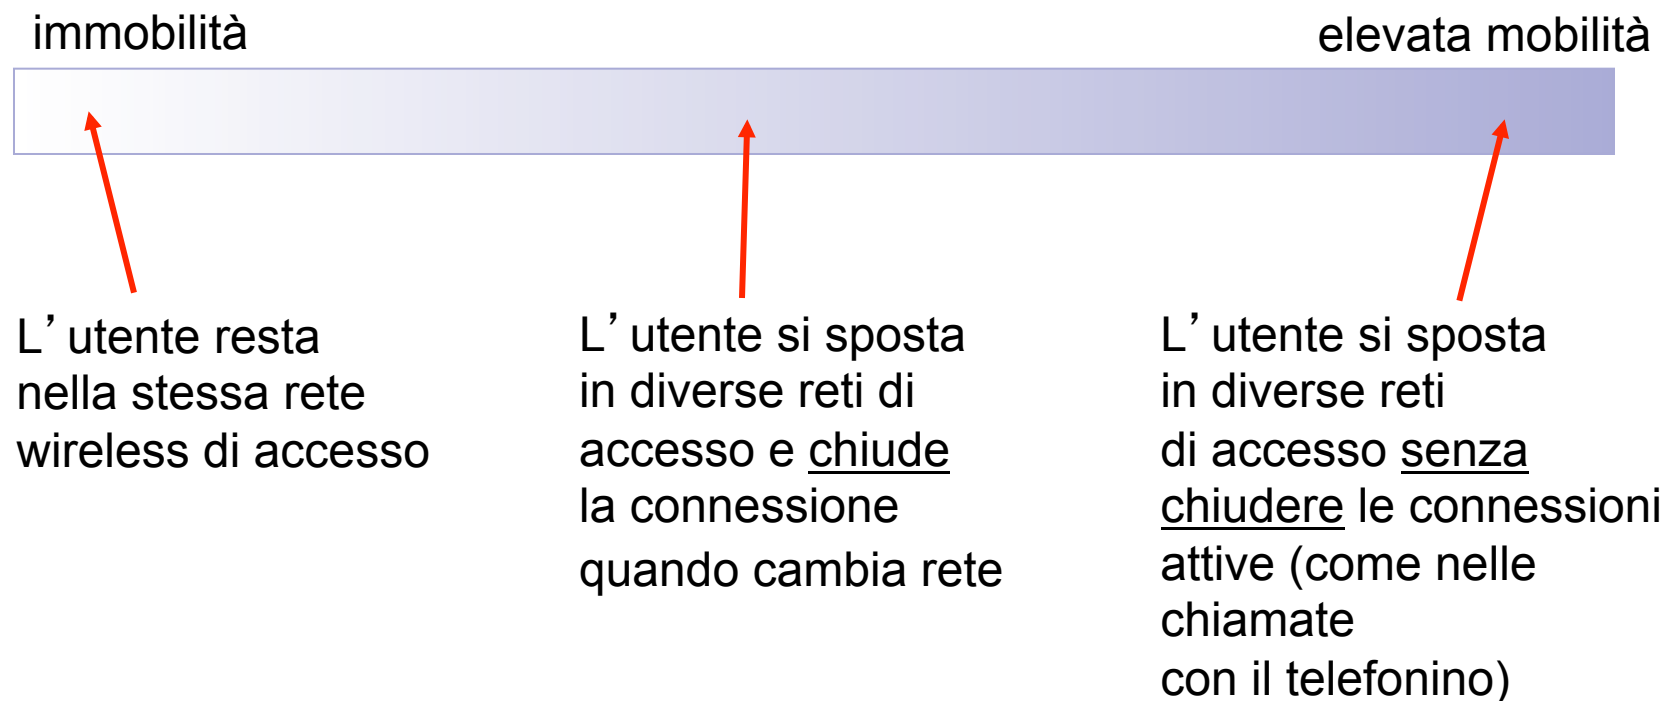 immobilità
elevata mobilità
L’utente resta
nella stessa rete
wireless di accesso
L’utente si sposta
in diverse reti di
accesso e chiude
la connessione
quando cambia rete
L’utente si sposta
in diverse reti
di accesso senza
chiudere le connessioni
attive (come nelle
chiamate
con il telefonino)